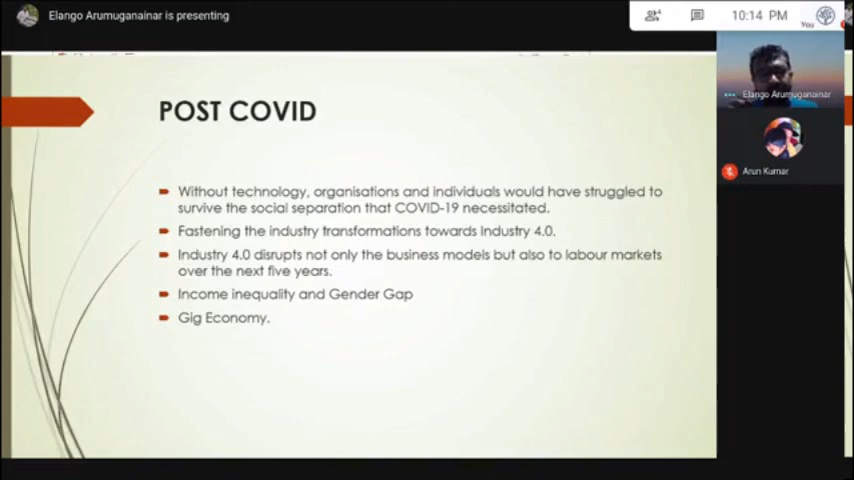 Elango Arumuganainar is presenting
4
10:14 PM
You
POST COVID
Without technology, organisations and individuals would have struggled to
survive the social separation that COVID-19 necessitated.
Fastening the industry transformations towards Industry 4.0.
Industry 4.0 disrupts not only the business models but also to labour markets
over the next five years.
Income inequality and Gender Gap
Gig Economy.
Elango Arumuganainar
Arun Kumar